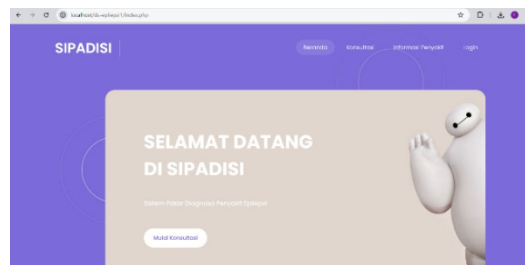 localhost/ds-epilepsi1/index.php
SIPADISI
Beranda Konsultasi Informasi Penyakit Login
SELAMAT DATANG
DI SIPADISI
Sistem Pakar Diagnosa Penyakit Epilepsi
Mulai Konsultasi